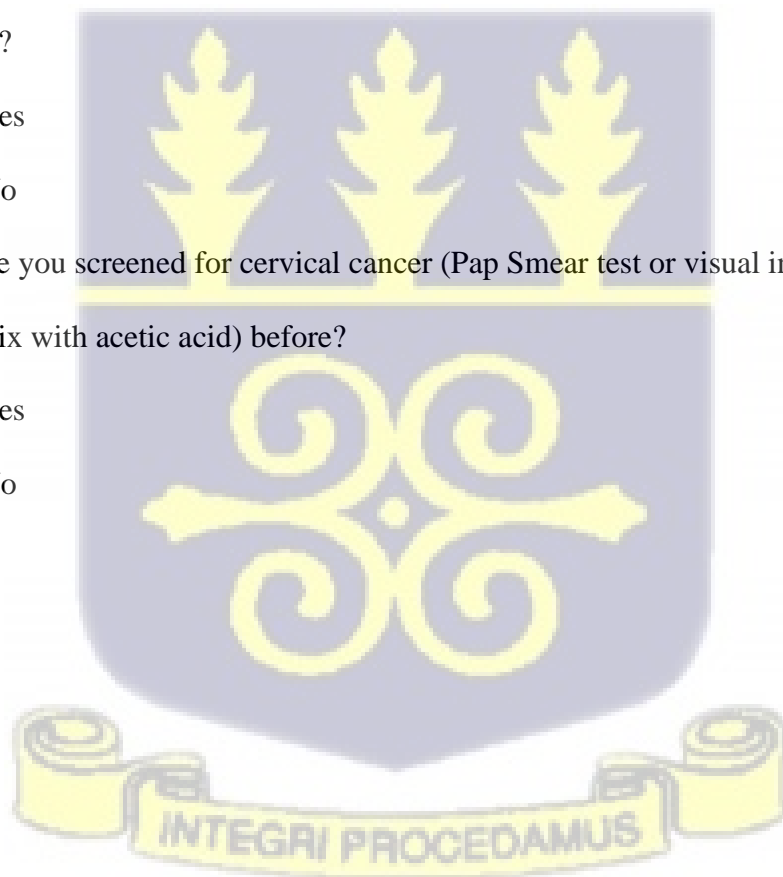 ?
es
o
e you screened for cervical cancer (Pap Smear test or visual in
ix with acetic acid) before?
es
o
INTEGRI PROCEDAMUS